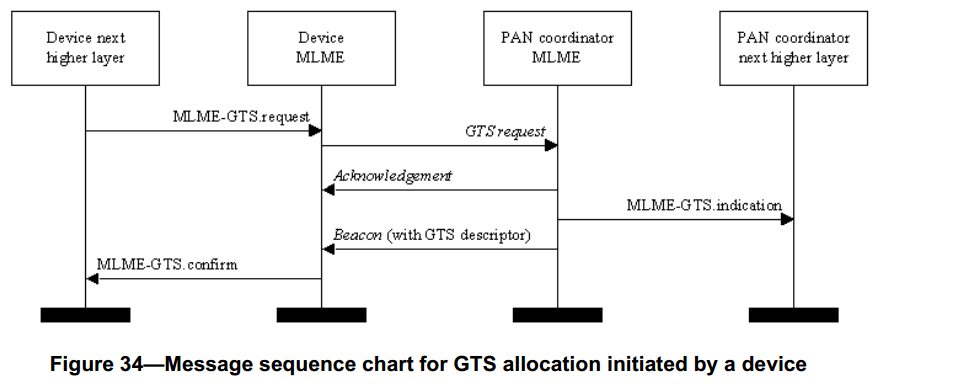 Device next
higher layer
Device
MLME
PAN coordinator
MLME
PAN coordinator
next higher layer
MLME-GTS.request
GTS request
Acknowledgement
MLME-GTS.indication
Beacon (with GTS descriptor)
MLME-GTS.confirm
Figure 34—Message sequence chart for GTS allocation initiated by a device